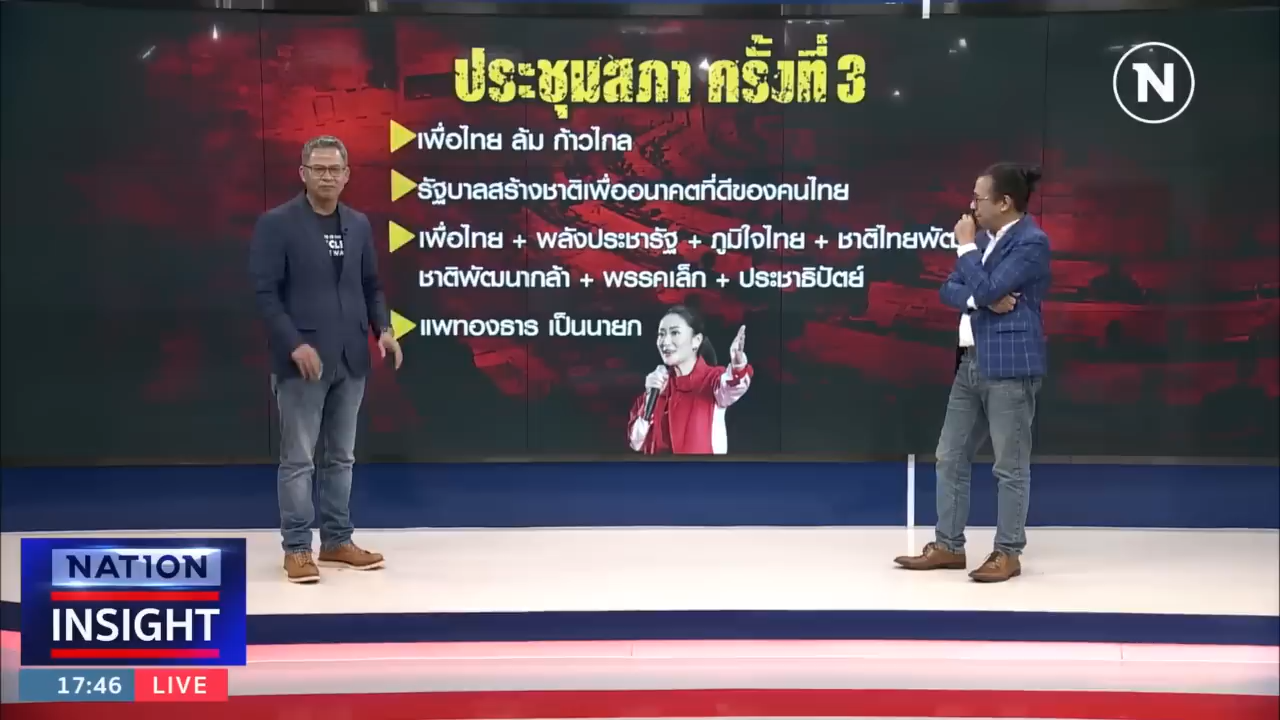 ประชุมสภา ครั้งที่ 3
N
เพื่อไทย ล้ม ก้าวไกล
รัฐบาลสร้างชาติเพื่ออนาคตที่ดีของคนไทย
เพื่อไทย + พลังประชารัฐ + ภูมิใจไทย + ชาติไทยพัฒ
ชาติพัฒนากล้า + พรรคเล็ก + ประชาธิปัตย์
แพทองธาร เป็นนายก
NATION
INSIGHT
17:46 LIVE